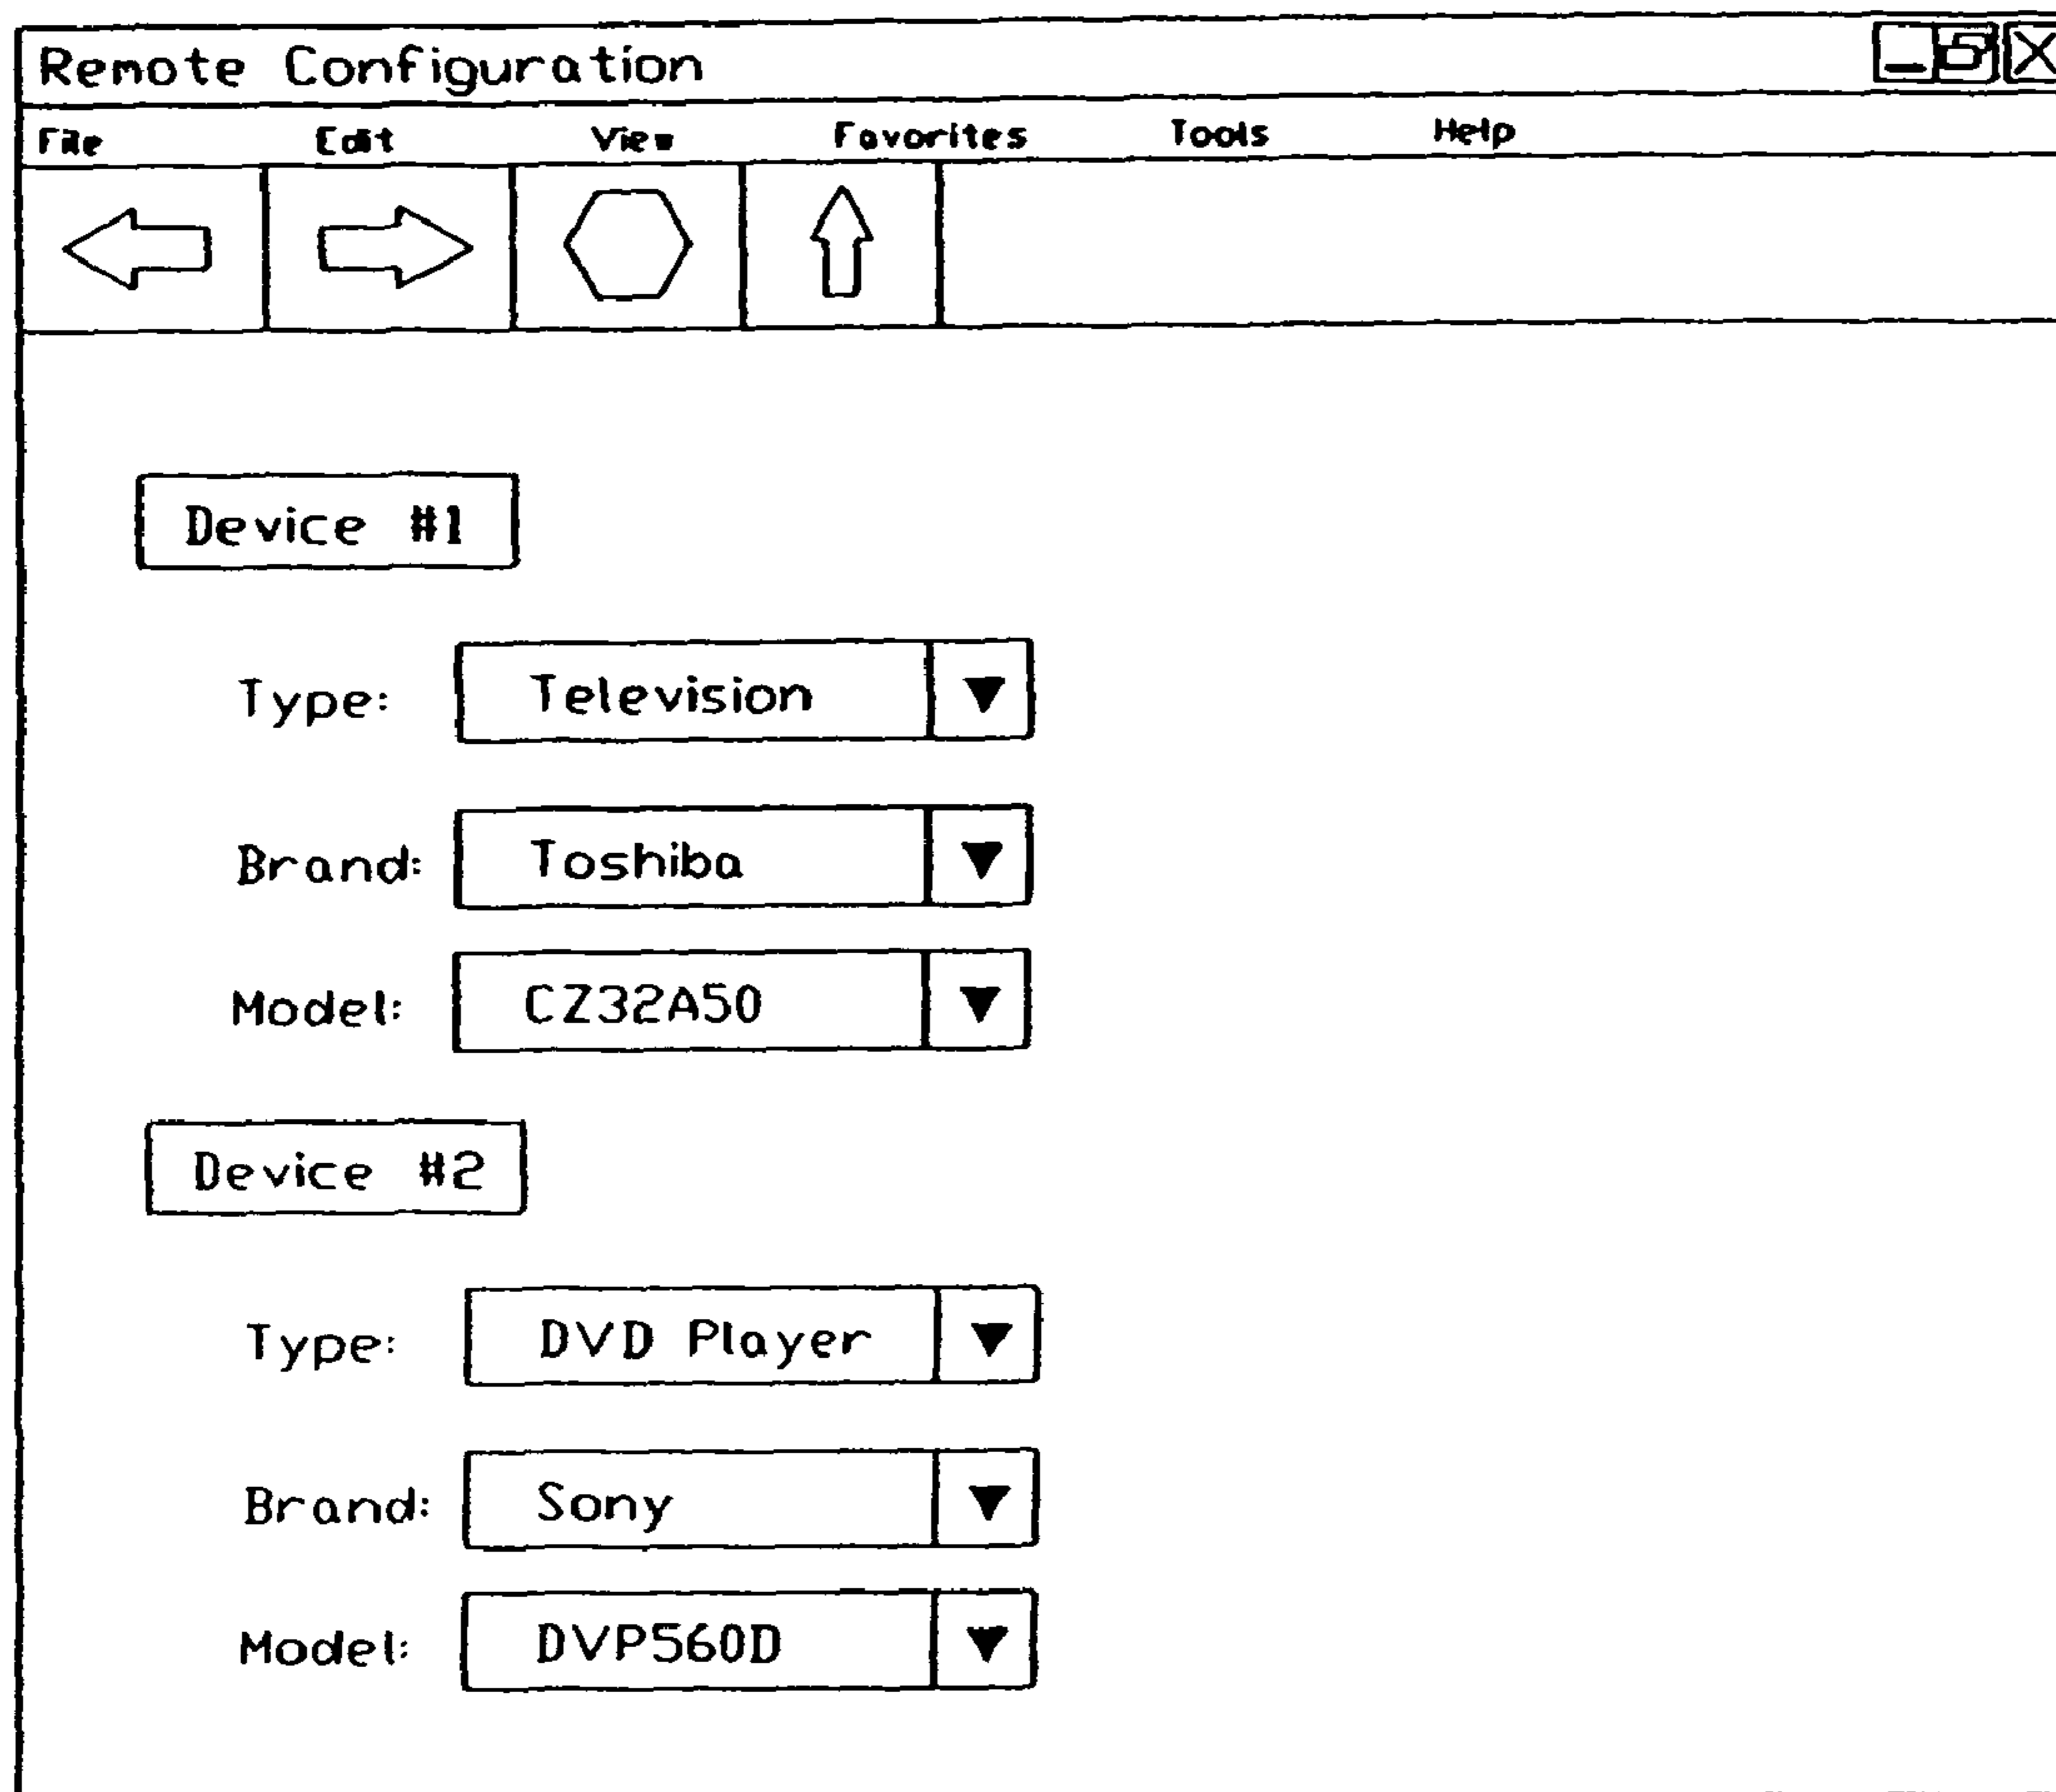 Remote Configuration
File Edit View Favorites Tools Help
Device #1
Type: Television
Brand: Toshiba
Model: CZ32A50
Device #2
Type: DVD Player
Brand: Sony
Model: DVP560D